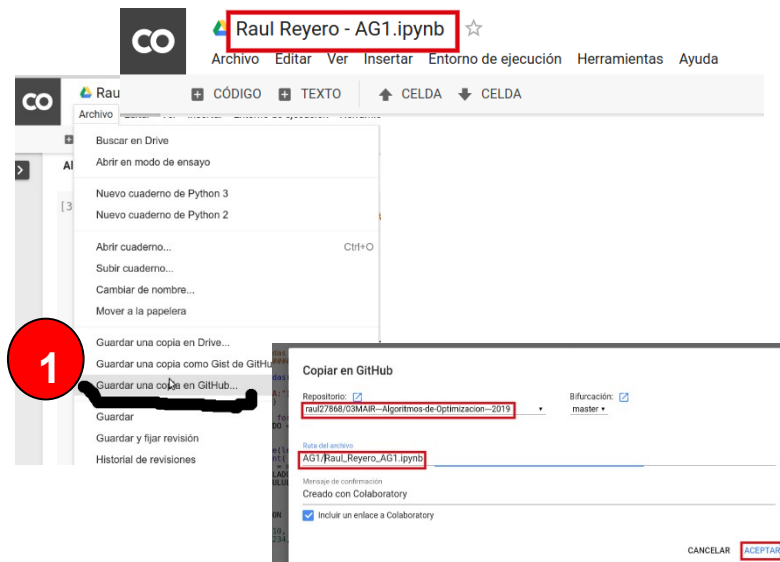 CO
Raul Reyero - AG1.ipynb
Archivo Editar Ver Insertar Entorno de ejecución Herramientas Ayuda
CÓDIGO TEXTO CELDA CELDA
CO
Rau
Archivo
Buscar en Drive
Abrir en modo de ensayo
Nuevo cuaderno de Python 3
Nuevo cuaderno de Python 2
Abrir cuaderno... Ctrl+O
Subir cuaderno...
Cambiar de nombre...
Mover a la papelera
Guardar una copia en Drive...
Guardar una copia como Gist de GitHu
1
Guardar una copia en GitHub...
Guardar
Guardar y fijar revisión
Historial de revisiones
Copiar en GitHub
Repositorio: Bifurcación:
raul27868/03MAIR---Algoritmos-de-Optimizacion---2019 master
Ruta del archivo
AG1/Raul_Reyero_AG1.ipynb
Mensaje de confirmación
Creado con Colaboratory
Incluir un enlace a Colaboratory
CANCELAR ACEPTAR